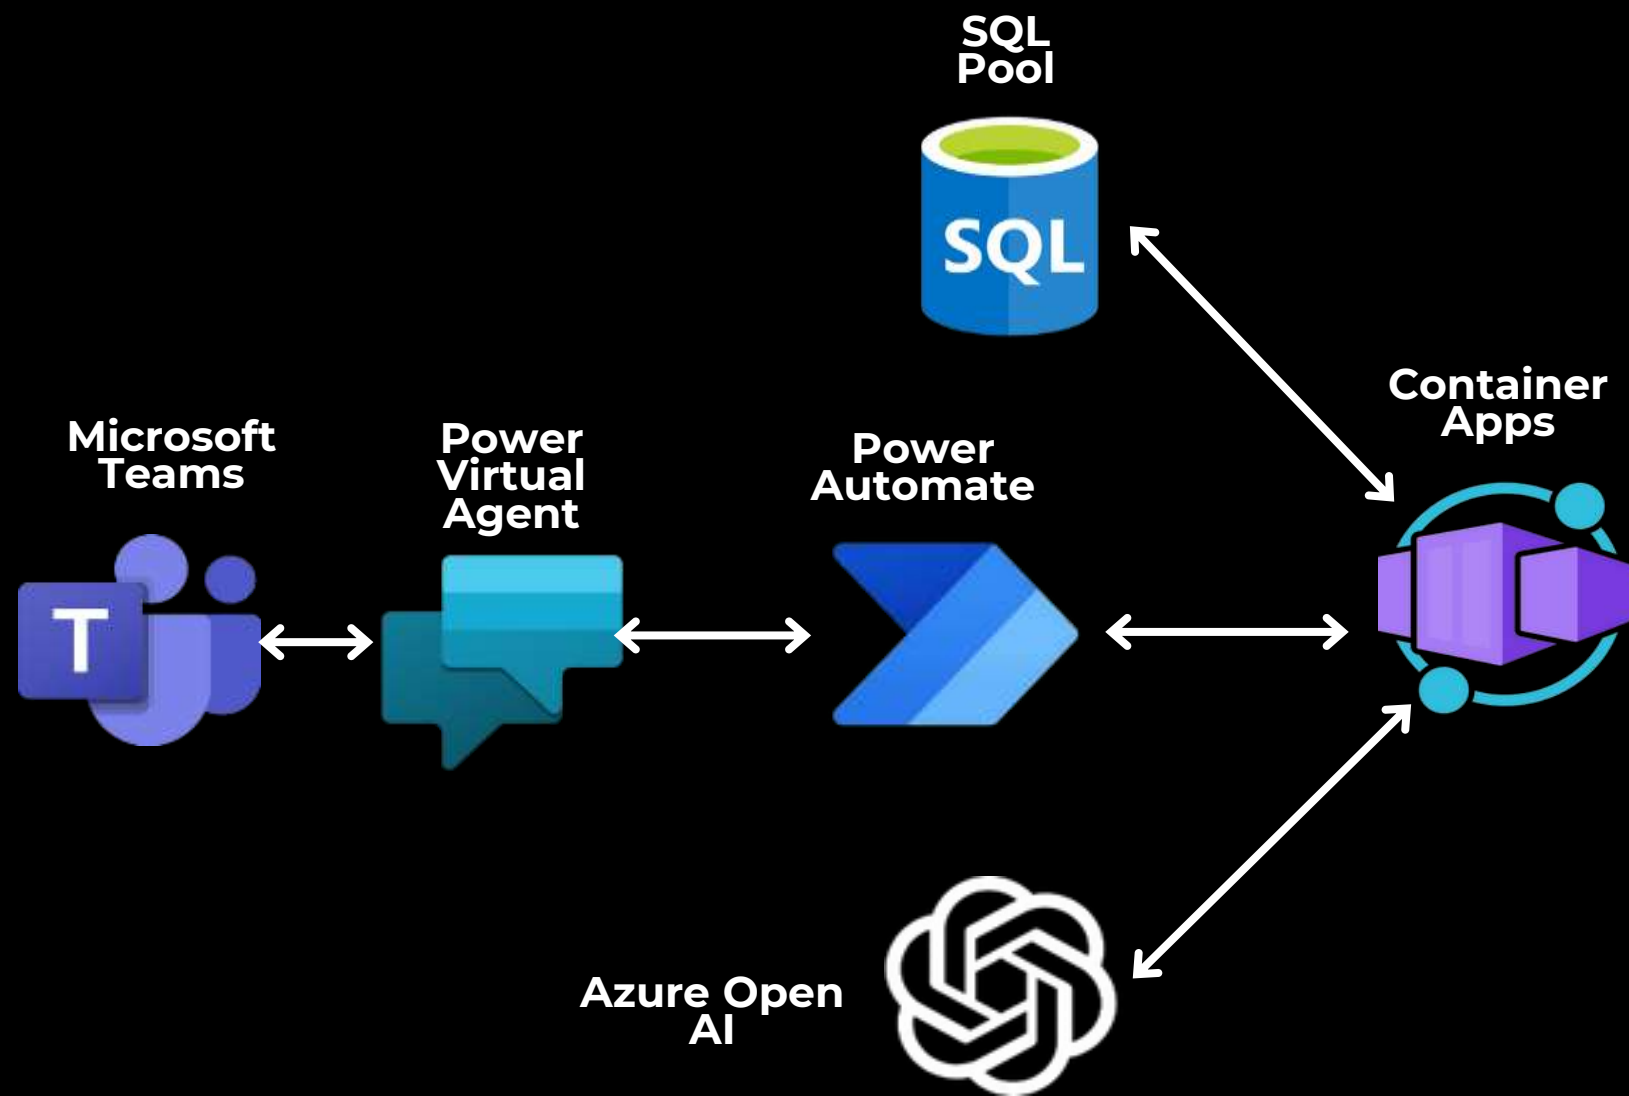 SQL
Pool
SQL
Container
Apps
Microsoft
Teams
Power
Virtual
Agent
Power
Automate
T
Azure Open
AI